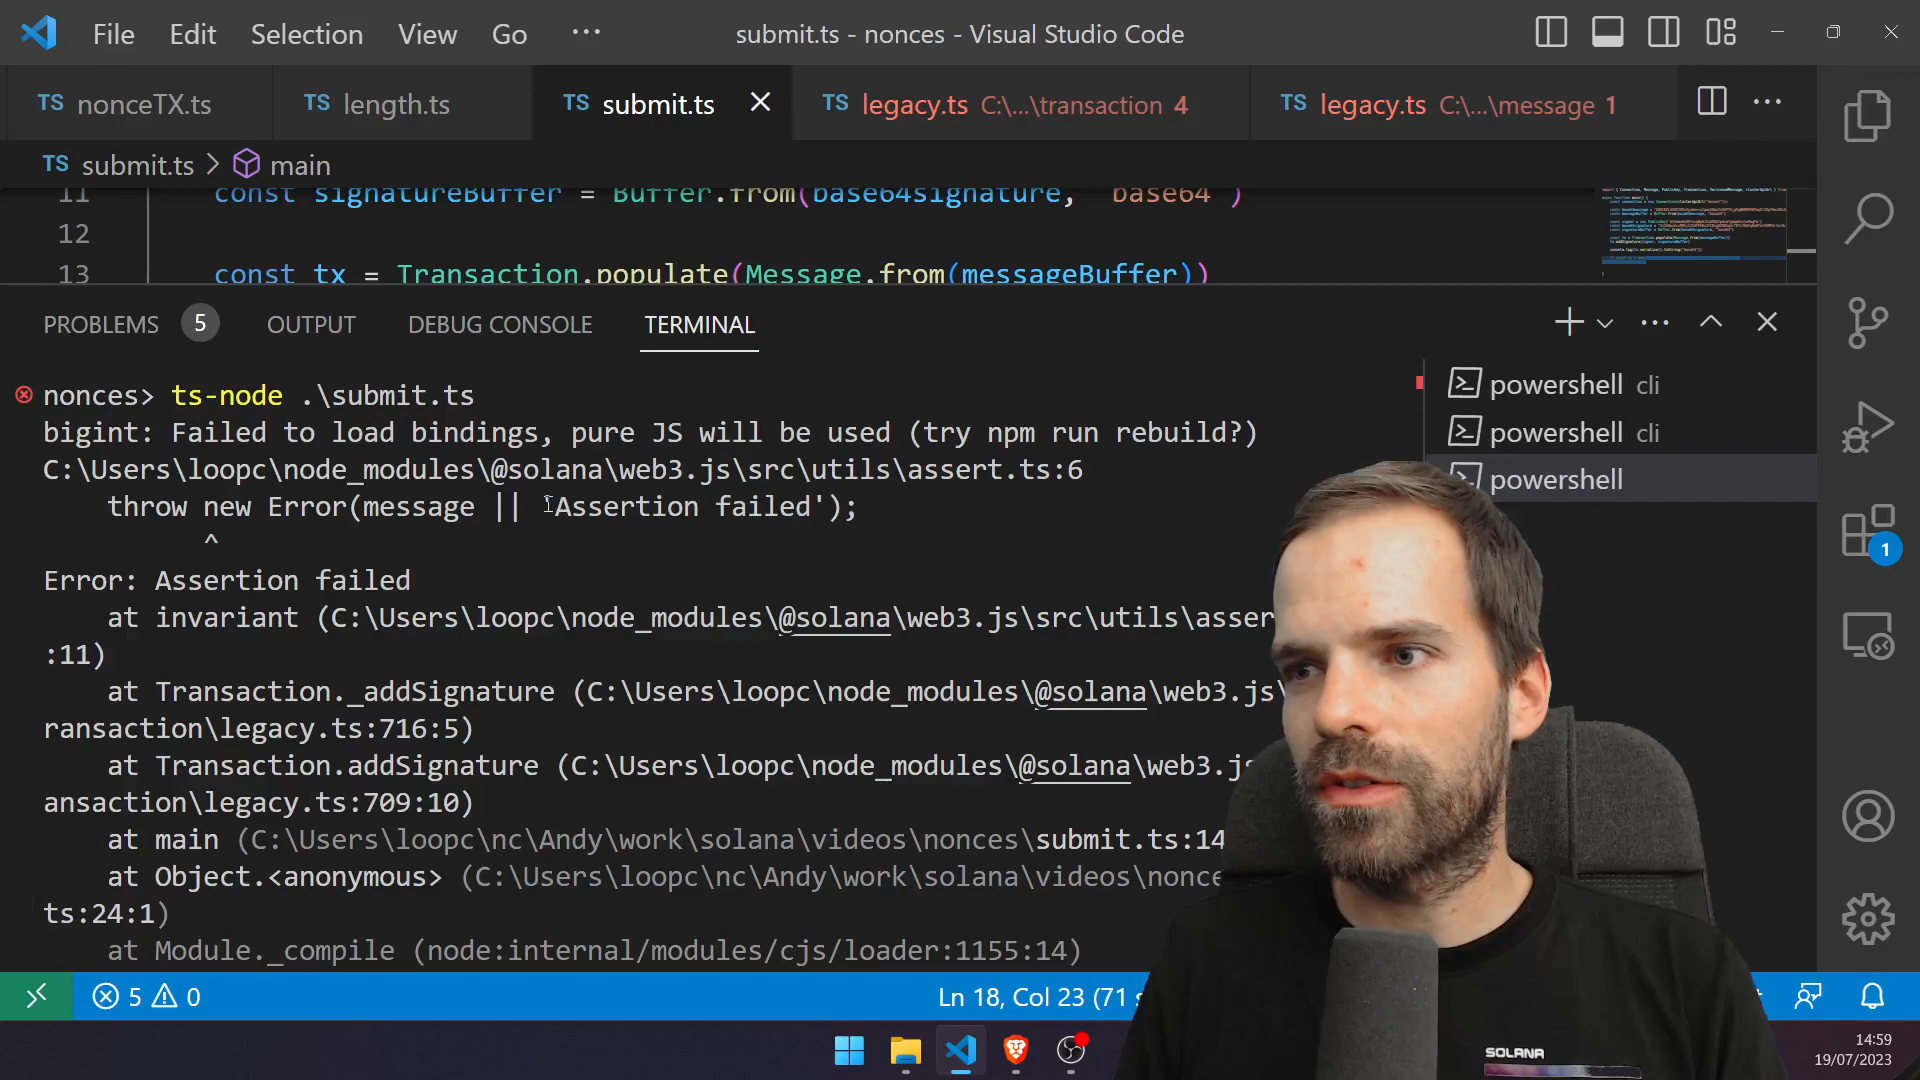 File Edit Selection View Go ··· submit.ts - nonces - Visual Studio Code
TS nonceTX.ts TS length.ts TS submit.ts TS legacy.ts C:\...\transaction 4 TS legacy.ts C:\...\message 1
TS submit.ts > main
11 const signatureBuffer = Buffer.from(base64signature, base64 )
12
13 const tx = Transaction.populate(Message.from(messageBuffer))
PROBLEMS 5 OUTPUT DEBUG CONSOLE TERMINAL
nonces> ts-node .\submit.ts
bigint: Failed to load bindings, pure JS will be used (try npm run rebuild?)
C:\Users\loopc\node_modules\@solana\web3.js\src\utils\assert.ts:6
throw new Error(message || 'Assertion failed');
^
Error: Assertion failed
at invariant (C:\Users\loopc\node_modules\@solana\web3.js\src\utils\asser
:11)
at Transaction._addSignature (C:\Users\loopc\node_modules\@solana\web3.js\
ransaction\legacy.ts:716:5)
at Transaction.addSignature (C:\Users\loopc\node_modules\@solana\web3.js
ansaction\legacy.ts:709:10)
at main (C:\Users\loopc\nc\Andy\work\solana\videos\nonces\submit.ts:14
at Object.<anonymous> (C:\Users\loopc\nc\Andy\work\solana\videos\nonce
ts:24:1)
at Module._compile (node:internal/modules/cjs/loader:1155:14)
powershell cli
powershell cli
powershell
1
5 0 Ln 18, Col 23 (71 s
SOLANA
14:59
19/07/2023